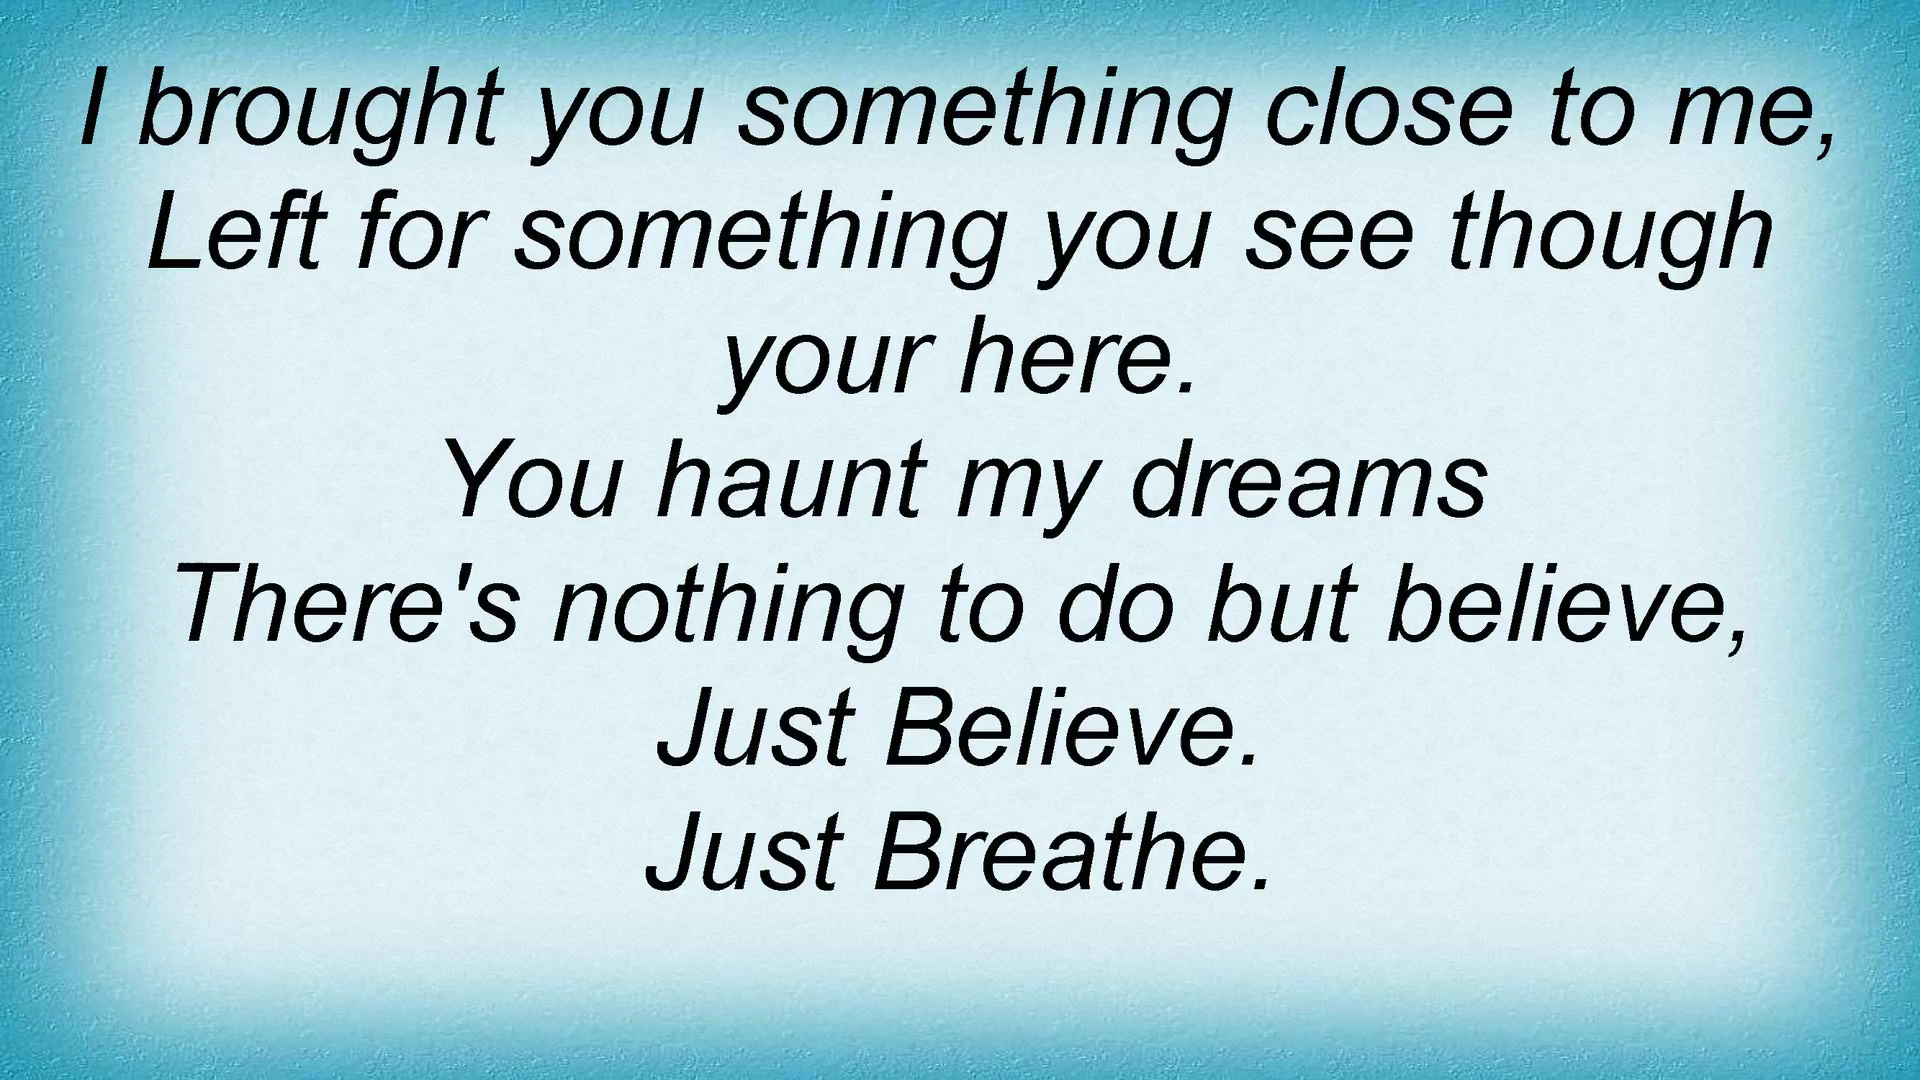 I brought you something close to me,
Left for something you see though
your here.
You haunt my dreams
There's nothing to do but believe,
Just Believe.
Just Breathe.